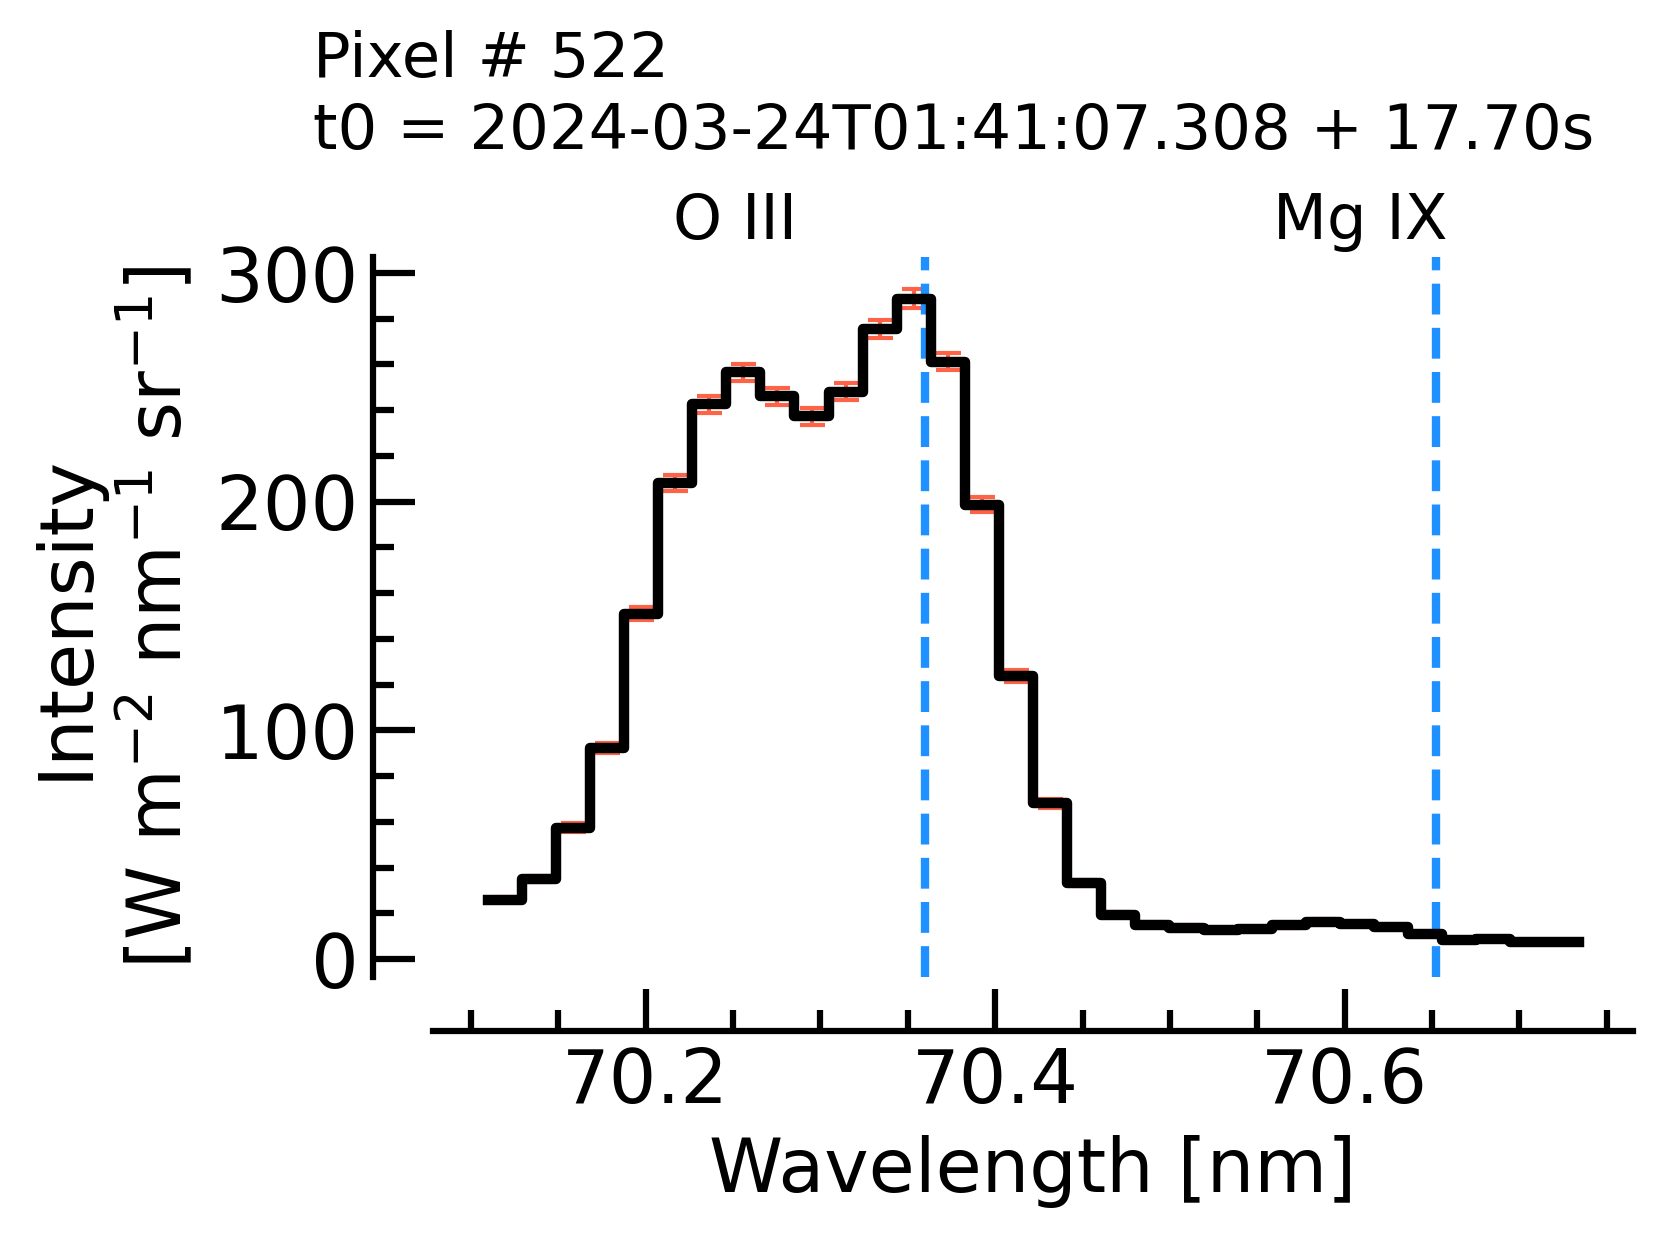 Pixel # 522
t0 = 2024-03-24T01:41:07.308 + 17.70s
O III
Mg IX
Intensity
[W m⁻² nm⁻¹ sr⁻¹]
300
200
100
0
70.2
70.4
70.6
Wavelength [nm]